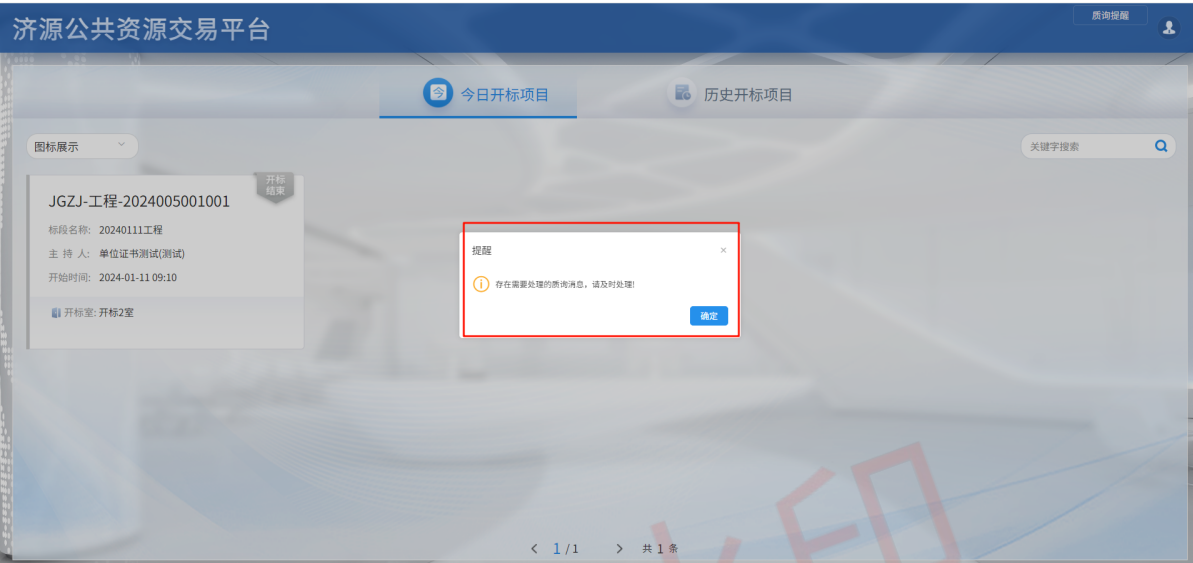 济源公共资源交易平台
质询提醒
今日开标项目
历史开标项目
图标展示
关键字搜索
开标
结束
JGZJ-工程-2024005001001
标段名称: 20240111工程
主 持 人: 单位证书测试(测试)
开始时间: 2024-01-11 09:10
开标室: 开标2室
提醒
存在需要处理的质询消息，请及时处理!
确定
1 / 1 共 1 条
印